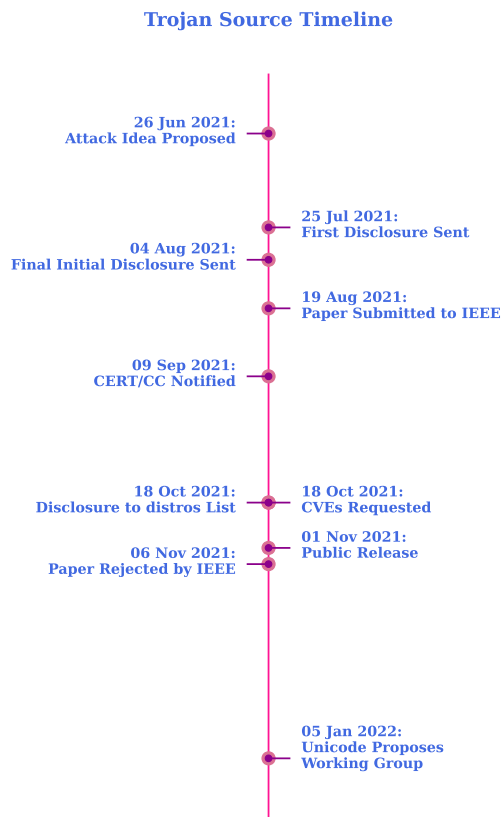 Trojan Source Timeline
26 Jun 2021:
Attack Idea Proposed
25 Jul 2021:
First Disclosure Sent
04 Aug 2021:
Final Initial Disclosure Sent
19 Aug 2021:
Paper Submitted to IEEE
09 Sep 2021:
CERT/CC Notified
18 Oct 2021:
Disclosure to distros List
18 Oct 2021:
CVEs Requested
01 Nov 2021:
Public Release
06 Nov 2021:
Paper Rejected by IEEE
05 Jan 2022:
Unicode Proposes
Working Group